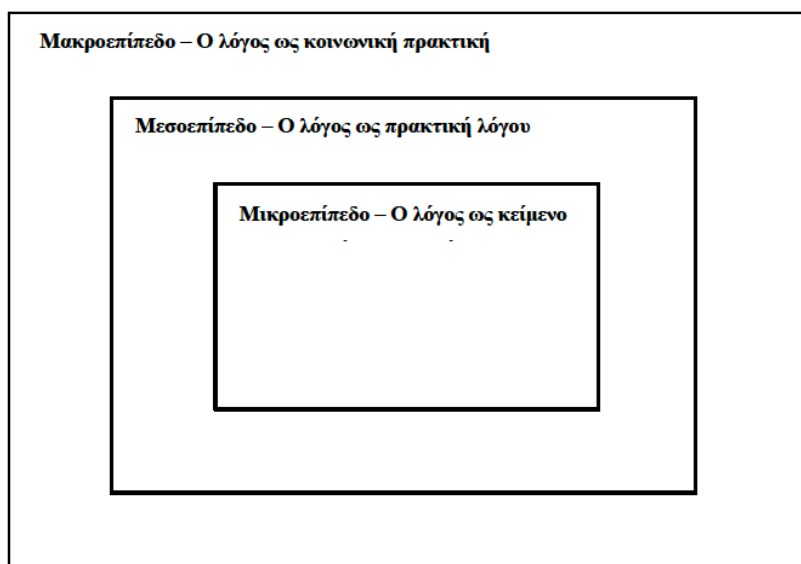 Μακροεπίπεδο – Ο λόγος ως κοινωνική πρακτική
Μεσοεπίπεδο – Ο λόγος ως πρακτική λόγου
Μικροεπίπεδο – Ο λόγος ως κείμενο